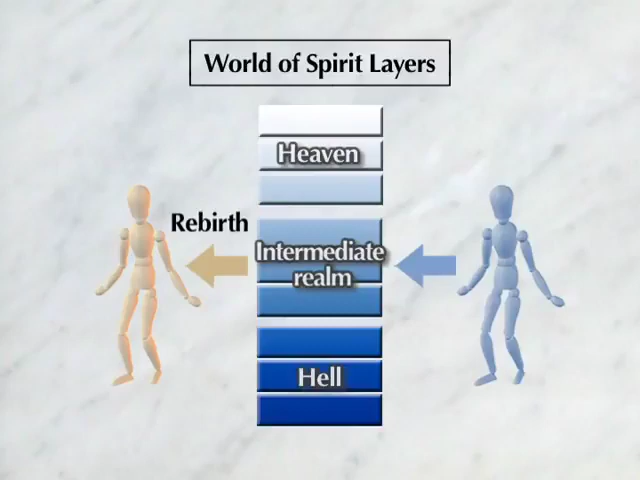 World of Spirit Layers
Heaven
Rebirth
Intermediate
realm
Hell